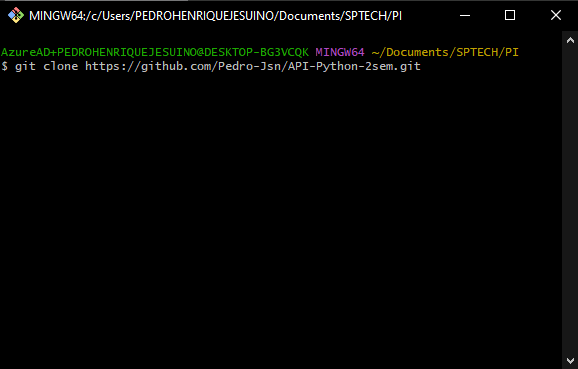 MINGW64:/c/Users/PEDROHENRIQUEJESUINO/Documents/SPTECH/PI
AzureAD+PEDROHENRIQUEJESUINO@DESKTOP-BG3VCQK MINGW64 ~/Documents/SPTECH/PI
$ git clone https://github.com/Pedro-Jsn/API-Python-2sem.git